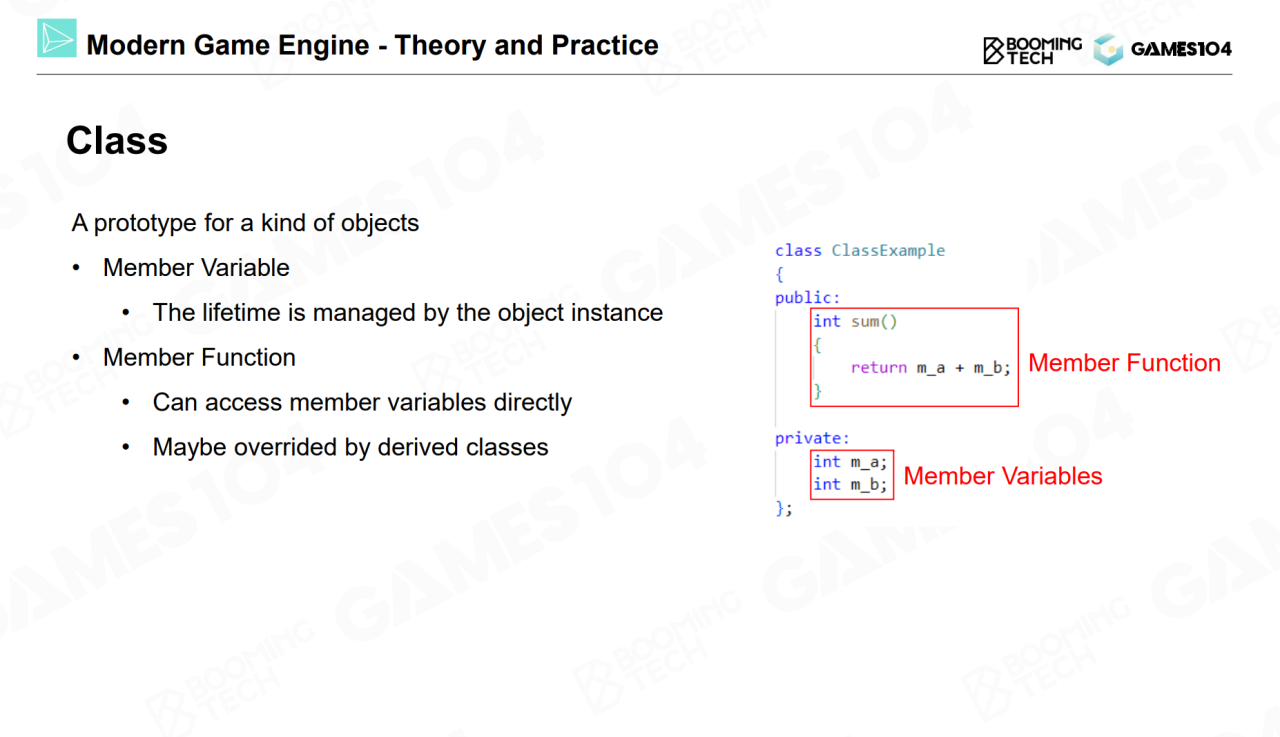 Modern Game Engine - Theory and Practice
BOOMING
TECH
GAMES104
Class
A prototype for a kind of objects
• Member Variable
• The lifetime is managed by the object instance
• Member Function
• Can access member variables directly
• Maybe overrided by derived classes
class ClassExample
{
public:
int sum()
{
return m_a + m_b;
}
Member Function
private:
int m_a;
int m_b;
Member Variables
};